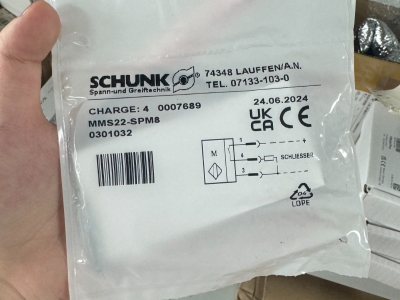 SCHUNK
Spann- und Greiftechnik
74348 LAUFFEN/A.N.
TEL. 07133-103-0
CHARGE: 4 0007689
MMS22-SPM8
0301032
24.06.2024
UK
CA
CE
M
1
+
4
SCHLIESSER
3
-
04
LDPE